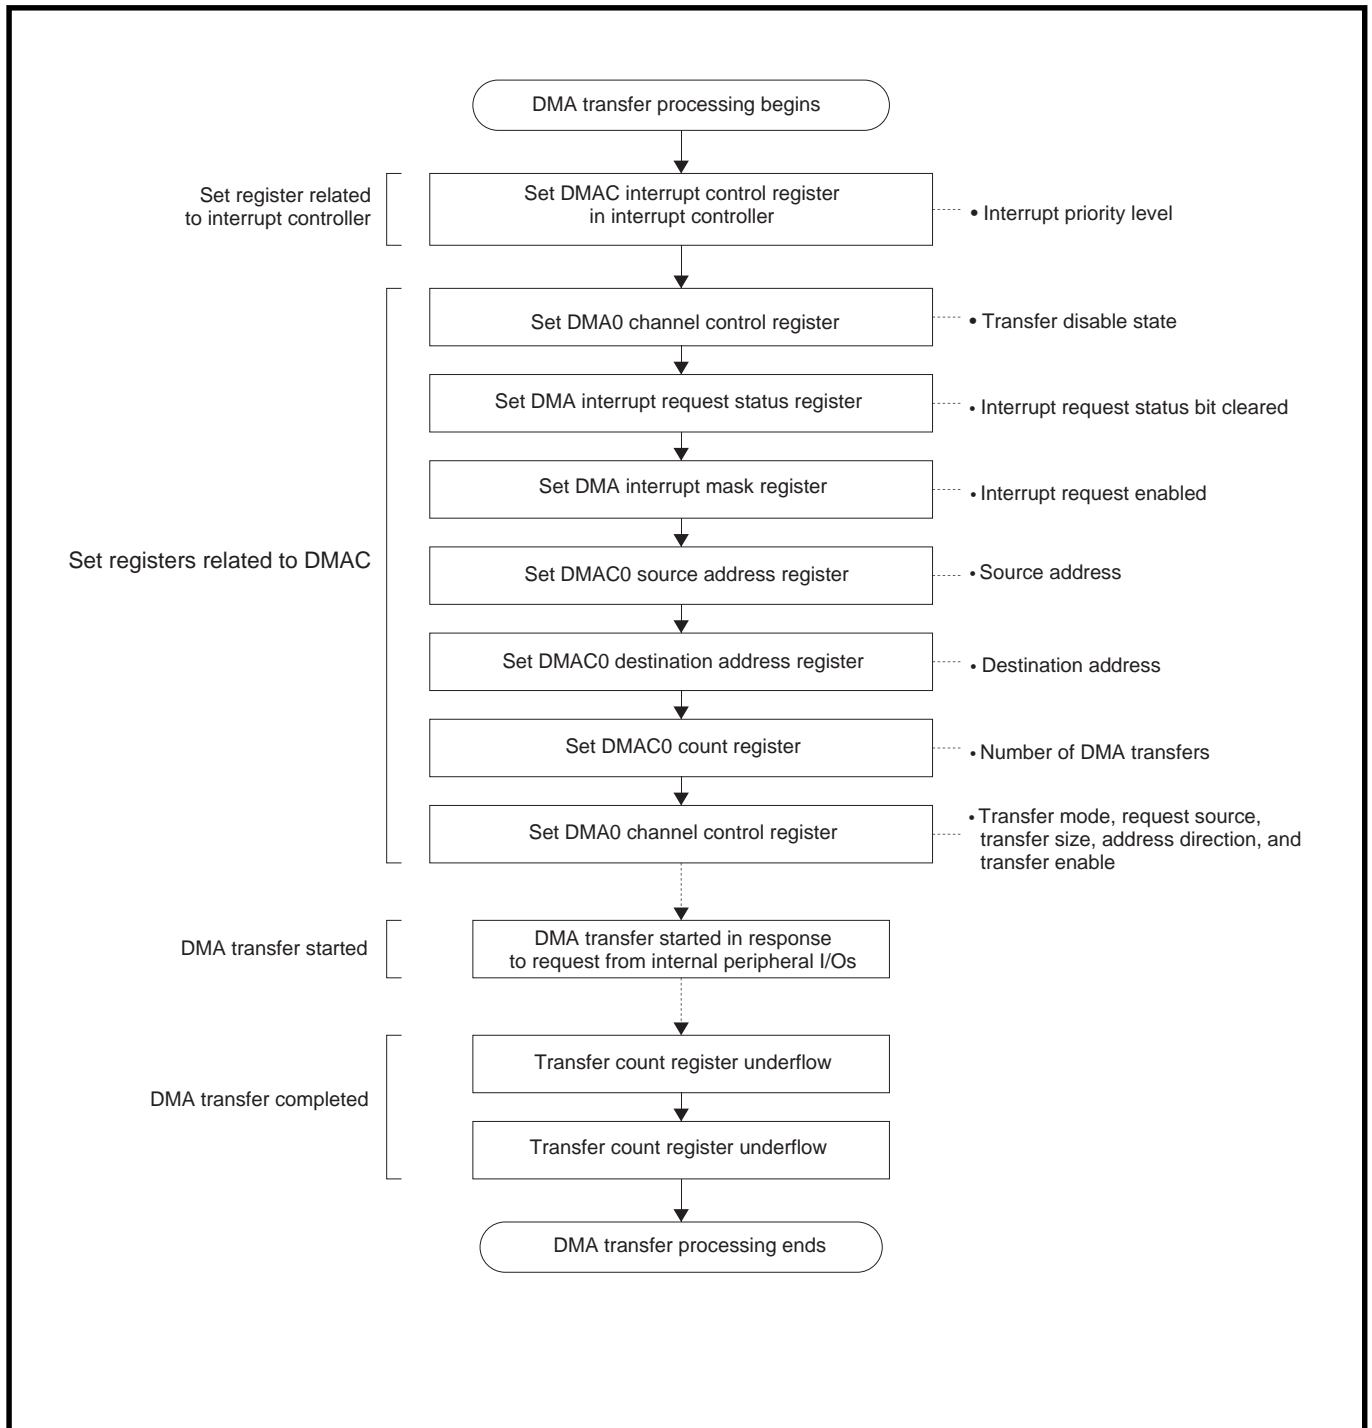 DMA transfer processing begins
Set register related
to interrupt controller
Set DMAC interrupt control register
in interrupt controller
• Interrupt priority level
Set DMA0 channel control register
• Transfer disable state
Set DMA interrupt request status register
• Interrupt request status bit cleared
Set DMA interrupt mask register
• Interrupt request enabled
Set registers related to DMAC
Set DMAC0 source address register
• Source address
Set DMAC0 destination address register
• Destination address
Set DMAC0 count register
• Number of DMA transfers
Set DMA0 channel control register
• Transfer mode, request source,
transfer size, address direction, and
transfer enable
DMA transfer started
DMA transfer started in response
to request from internal peripheral I/Os
DMA transfer completed
Transfer count register underflow
Transfer count register underflow
DMA transfer processing ends